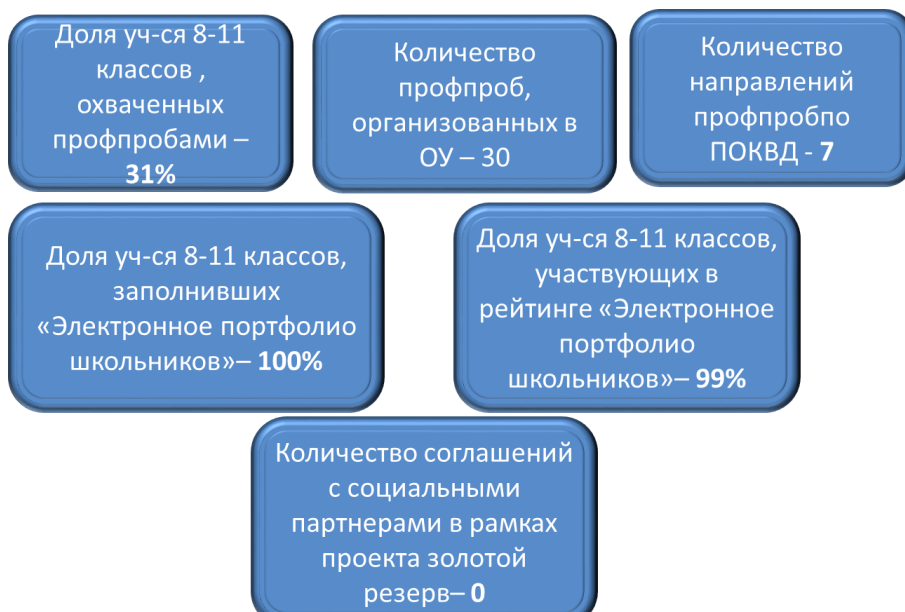 Доля уч-ся 8-11
классов ,
охваченных
профпробами –
31%
Количество
профпроб,
организованных в
ОУ – 30
Количество
направлений
профпробпо
ПОКВД - 7
Доля уч-ся 8-11 классов,
заполнивших
«Электронное портфолио
школьников»– 100%
Доля уч-ся 8-11 классов,
участвующих в
рейтинге «Электронное
портфолио
школьников»– 99%
Количество соглашений
с социальными
партнерами в рамках
проекта золотой
резерв– 0